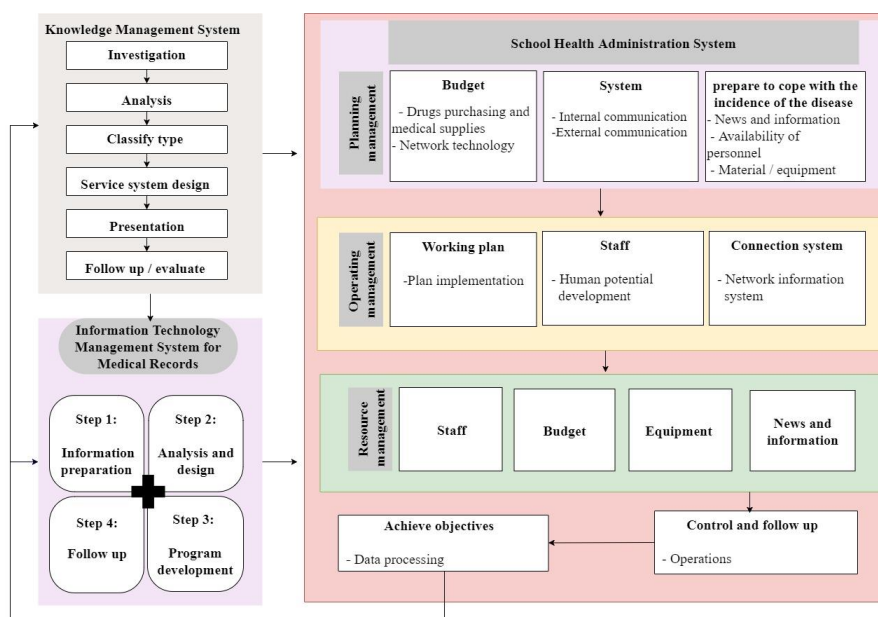 Knowledge Management System
Investigation
Analysis
Classify type
Service system design
Presentation
Follow up / evaluate
Information Technology
Management System for
Medical Records
Step 1:
Information
preparation
Step 2:
Analysis and
design
Step 4:
Follow up
Step 3:
Program
development
School Health Administration System
Planning
management
Budget
- Drugs purchasing and
medical supplies
- Network technology
System
- Internal communication
-External communication
prepare to cope with the
incidence of the disease
- News and information
- Availability of
personnel
- Material / equipment
Operating
management
Working plan
-Plan implementation
Staff
- Human potential
development
Connection system
- Network information
system
Resource
management
Staff
Budget
Equipment
News and
information
Achieve objectives
- Data processing
Control and follow up
- Operations